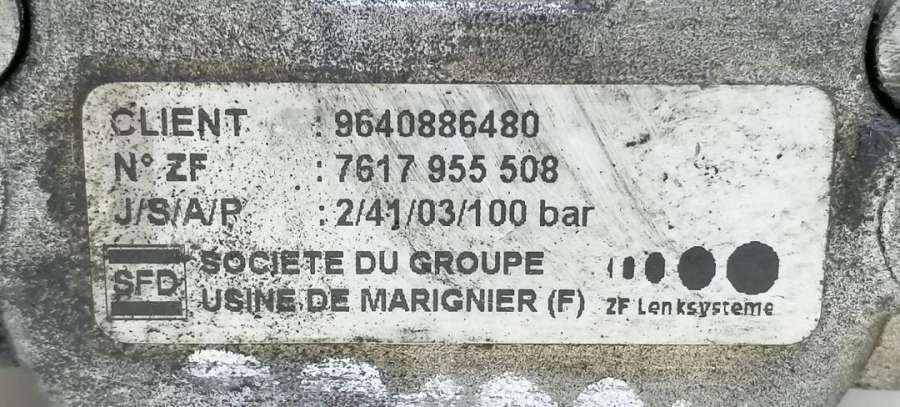 CLIENT : 9640886480
N° ZF : 7617 955 508
J/S/A/P : 2/41/03/100 bar
SFD SOCIETE DU GROUPE
USINE DE MARIGNIER (F)
ZF Lenksysteme